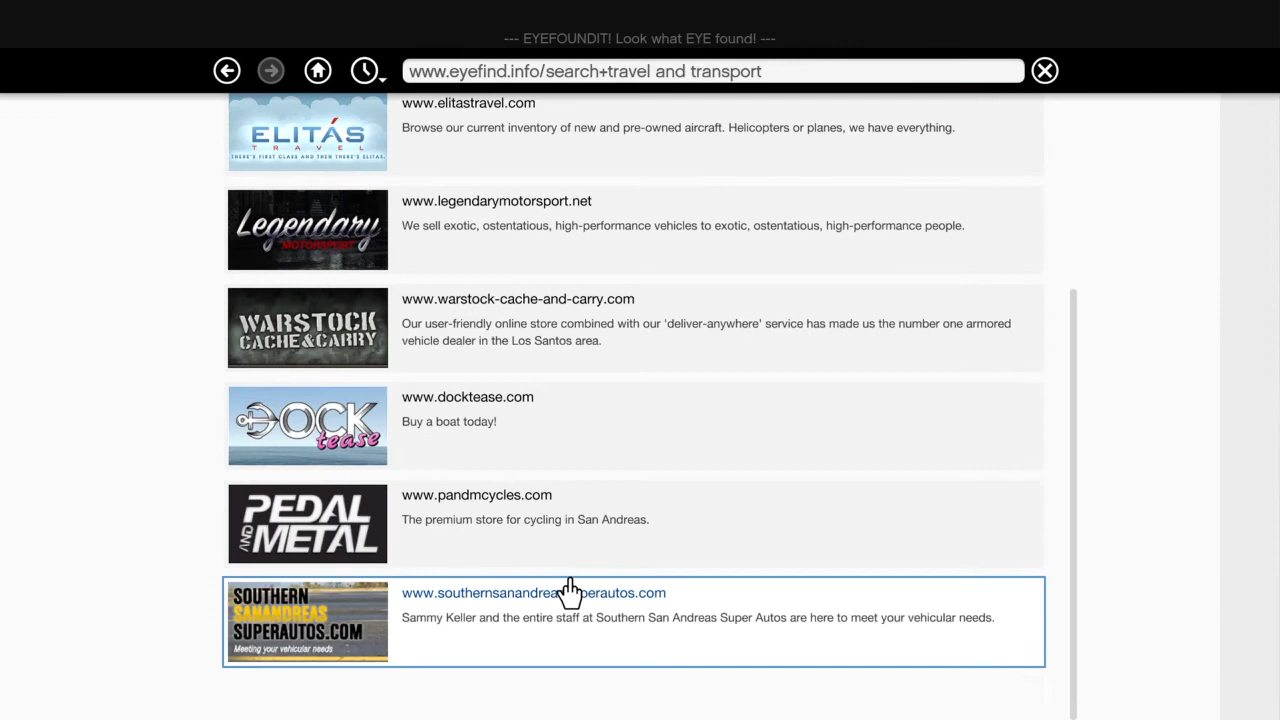 --- EYEFOUNDIT! Look what EYE found! ---
www.eyefind.info/search+travel and transport
ELITÁS
TRAVEL
THERE'S FIRST CLASS AND THEN THERE'S ELITAS.
www.elitastravel.com
Browse our current inventory of new and pre-owned aircraft. Helicopters or planes, we have everything.
Legendary
MOTORSPORT
www.legendarymotorsport.net
We sell exotic, ostentatious, high-performance vehicles to exotic, ostentatious, high-performance people.
WARSTOCK
CACHE&CARRY
www.warstock-cache-and-carry.com
Our user-friendly online store combined with our 'deliver-anywhere' service has made us the number one armored
vehicle dealer in the Los Santos area.
DOCK
tease
www.docktease.com
Buy a boat today!
PEDAL
AND METAL
www.pandmcycles.com
The premium store for cycling in San Andreas.
SOUTHERN
SANANDREAS
SUPERAUTOS.COM
Meeting your vehicular needs
www.southernsanandreassuperautos.com
Sammy Keller and the entire staff at Southern San Andreas Super Autos are here to meet your vehicular needs.